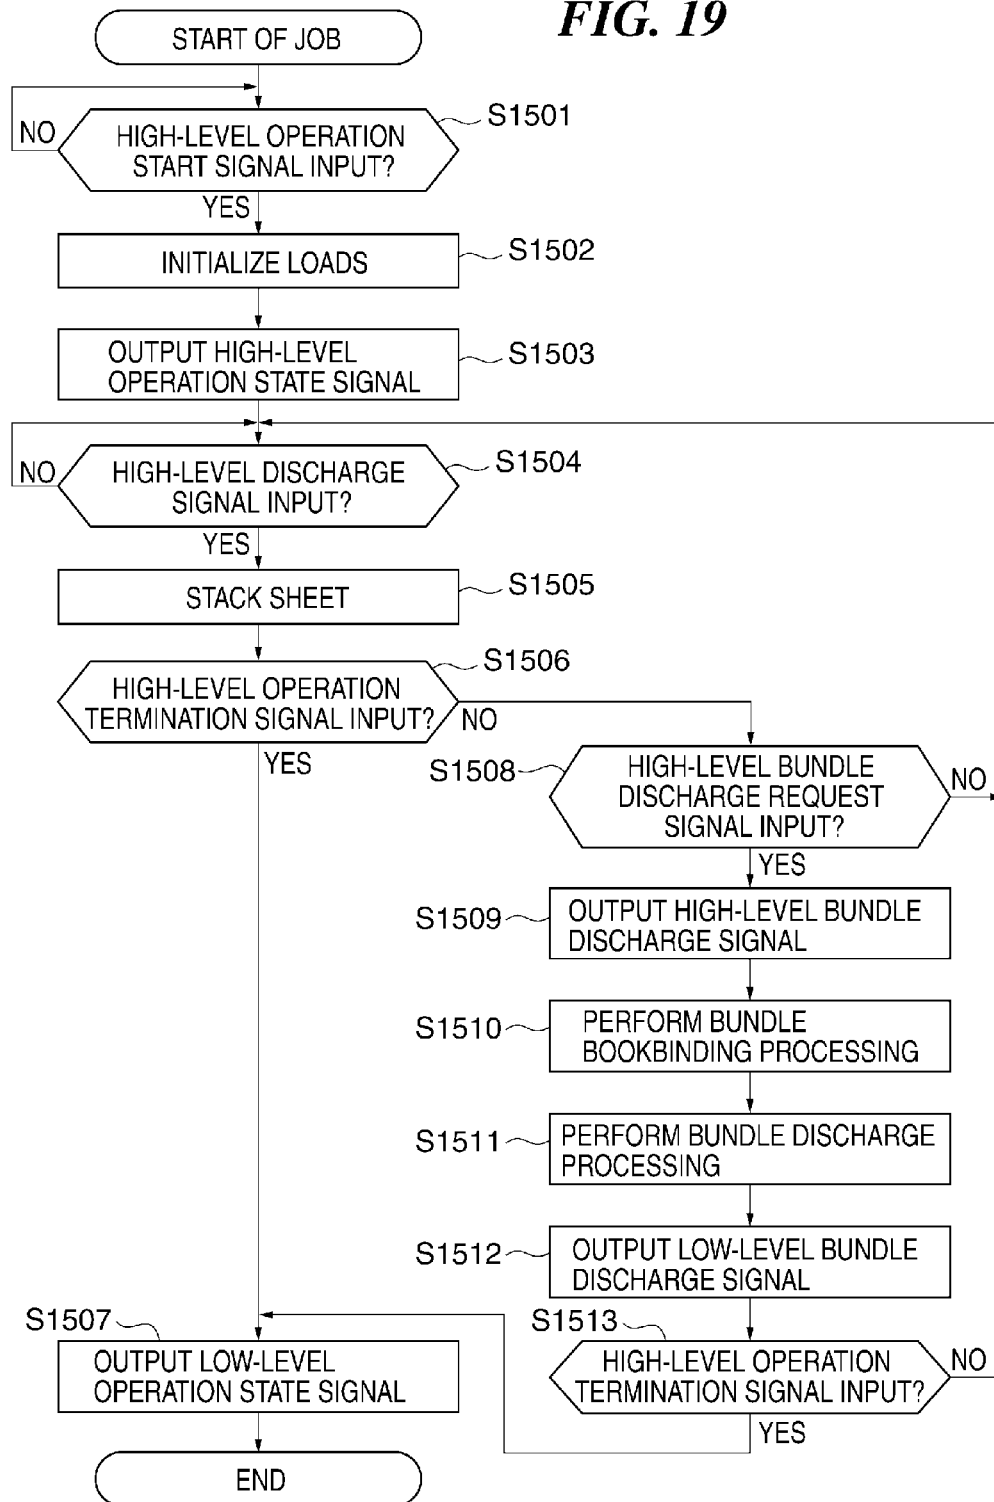 FIG. 19
START OF JOB
S1501
HIGH-LEVEL OPERATION
START SIGNAL INPUT?
NO
YES
S1502
INITIALIZE LOADS
S1503
OUTPUT HIGH-LEVEL
OPERATION STATE SIGNAL
S1504
HIGH-LEVEL DISCHARGE
SIGNAL INPUT?
NO
YES
S1505
STACK SHEET
S1506
HIGH-LEVEL OPERATION
TERMINATION SIGNAL INPUT?
NO
YES
S1508
HIGH-LEVEL BUNDLE
DISCHARGE REQUEST
SIGNAL INPUT?
NO
YES
S1509
OUTPUT HIGH-LEVEL BUNDLE
DISCHARGE SIGNAL
S1510
PERFORM BUNDLE
BOOKBINDING PROCESSING
S1511
PERFORM BUNDLE DISCHARGE
PROCESSING
S1512
OUTPUT LOW-LEVEL BUNDLE
DISCHARGE SIGNAL
S1513
HIGH-LEVEL OPERATION
TERMINATION SIGNAL INPUT?
NO
YES
S1507
OUTPUT LOW-LEVEL
OPERATION STATE SIGNAL
END